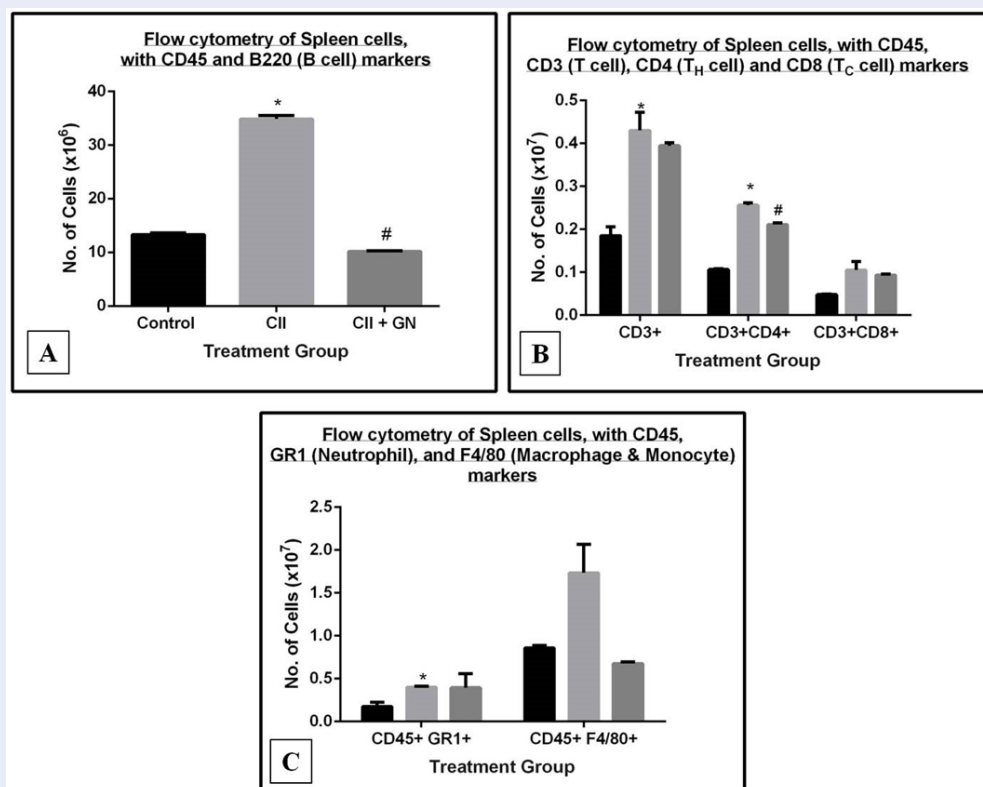 Flow cytometry of Spleen cells,
with CD45 and B220 (B cell) markers
No. of Cells (x10⁶)
40
30
20
10
0
*
#
Control
CII
CII + GN
Treatment Group
A
Flow cytometry of Spleen cells, with CD45,
CD3 (T cell), CD4 (T_H cell) and CD8 (T_C cell) markers
No. of Cells (x10⁷)
0.5
0.4
0.3
0.2
0.1
0.0
*
*
#
CD3+
CD3+CD4+
CD3+CD8+
Treatment Group
B
Flow cytometry of Spleen cells, with CD45,
GR1 (Neutrophil), and F4/80 (Macrophage & Monocyte)
markers
No. of Cells (x10⁷)
2.5
2.0
1.5
1.0
0.5
0.0
*
CD45+ GR1+
CD45+ F4/80+
Treatment Group
C